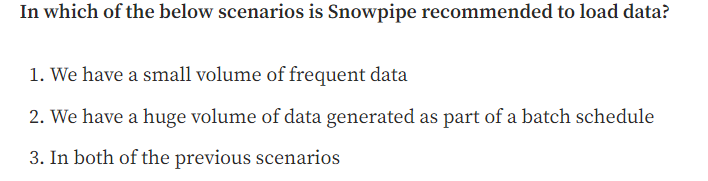 In which of the below scenarios is Snowpipe recommended to load data?
1. We have a small volume of frequent data
2. We have a huge volume of data generated as part of a batch schedule
3. In both of the previous scenarios